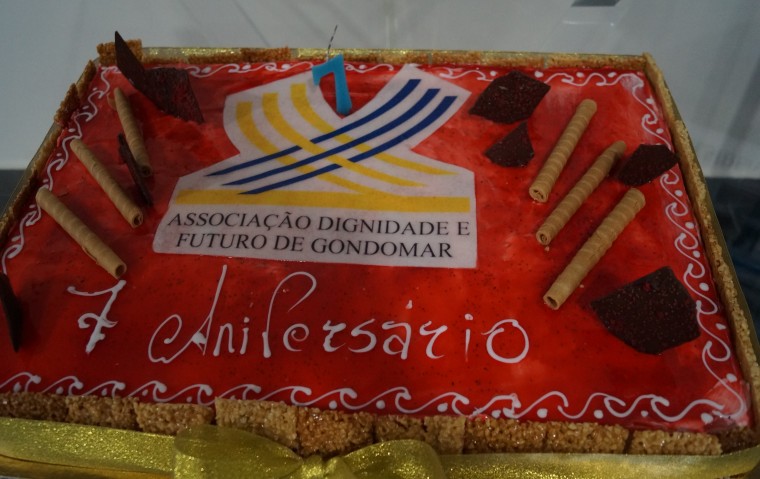 7
ASSOCIAÇÃO DIGNIDADE E
FUTURO DE GONDOMAR
7 Aniversário